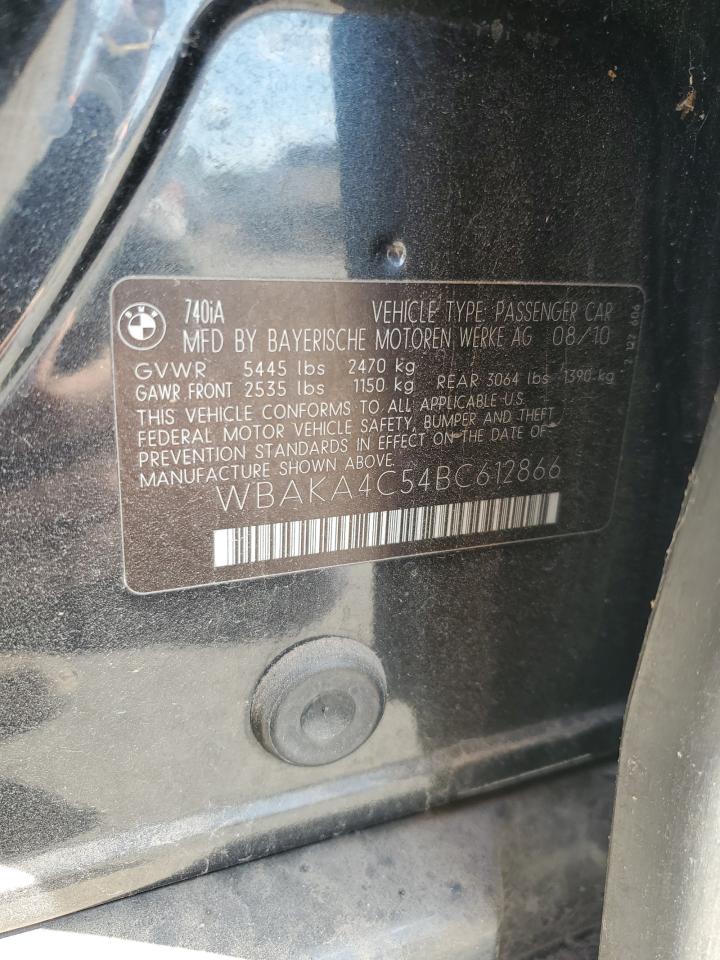 BMW
740iA VEHICLE TYPE: PASSENGER CAR
MFD BY BAYERISCHE MOTOREN WERKE AG 08/10
GVWR 5445 lbs 2470 kg
GAWR FRONT 2535 lbs 1150 kg REAR 3064 lbs 1390 kg
THIS VEHICLE CONFORMS TO ALL APPLICABLE U.S.
FEDERAL MOTOR VEHICLE SAFETY, BUMPER AND THEFT
PREVENTION STANDARDS IN EFFECT ON THE DATE OF
MANUFACTURE SHOWN ABOVE.
WBAKA4C54BC612866